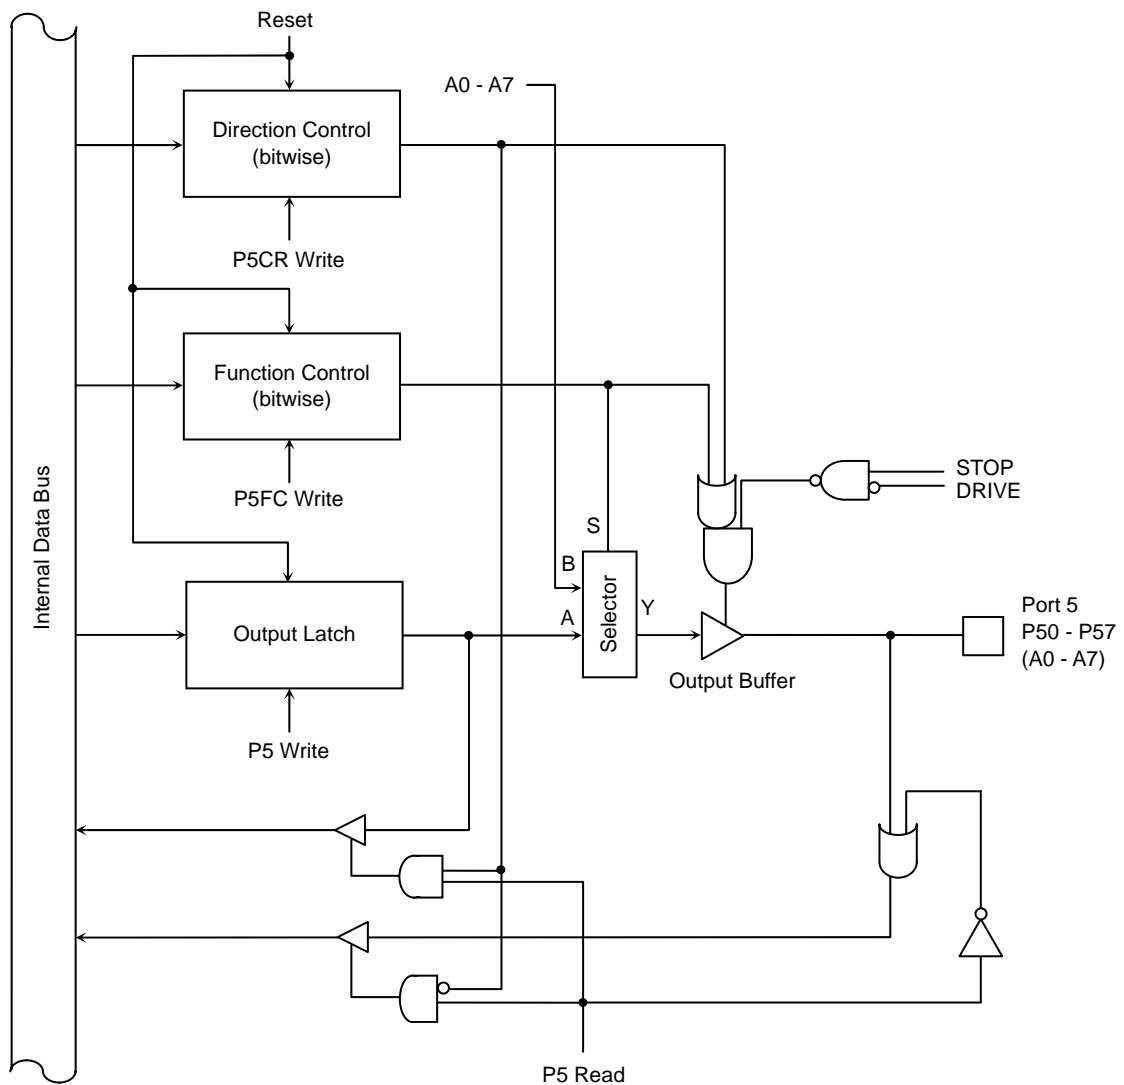 Reset
A0 - A7
Direction Control
(bitwise)
P5CR Write
Function Control
(bitwise)
P5FC Write
STOP
DRIVE
Internal Data Bus
S
B
A
Selector
Y
Output Latch
Output Buffer
Port 5
P50 - P57
(A0 - A7)
P5 Write
P5 Read